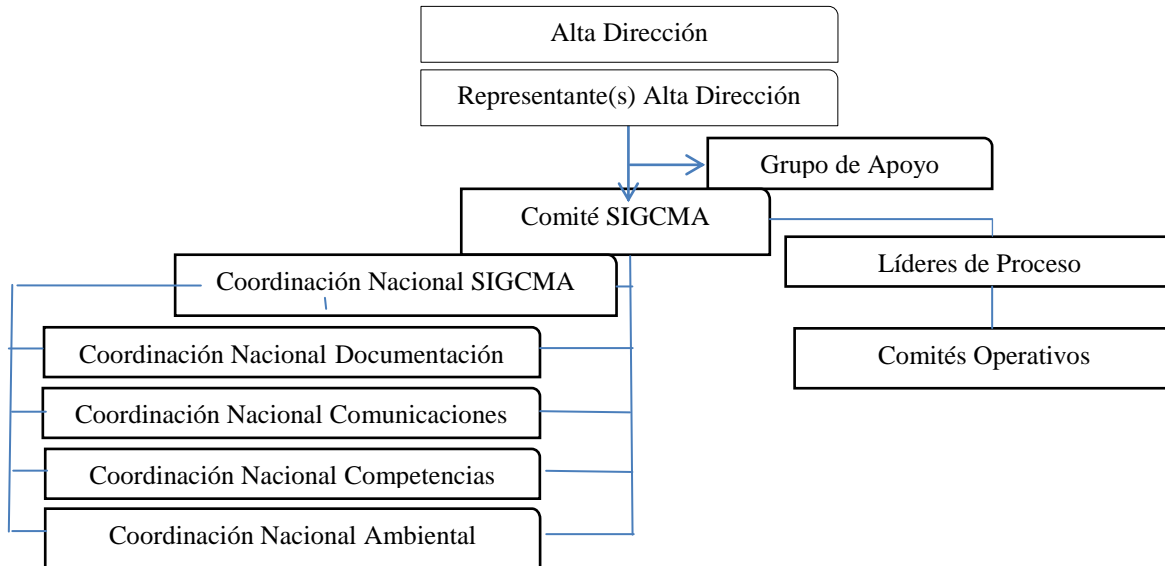 Alta Dirección
Representante(s) Alta Dirección
Grupo de Apoyo
Comité SIGCMA
Líderes de Proceso
Coordinación Nacional SIGCMA
Comités Operativos
Coordinación Nacional Documentación
Coordinación Nacional Comunicaciones
Coordinación Nacional Competencias
Coordinación Nacional Ambiental